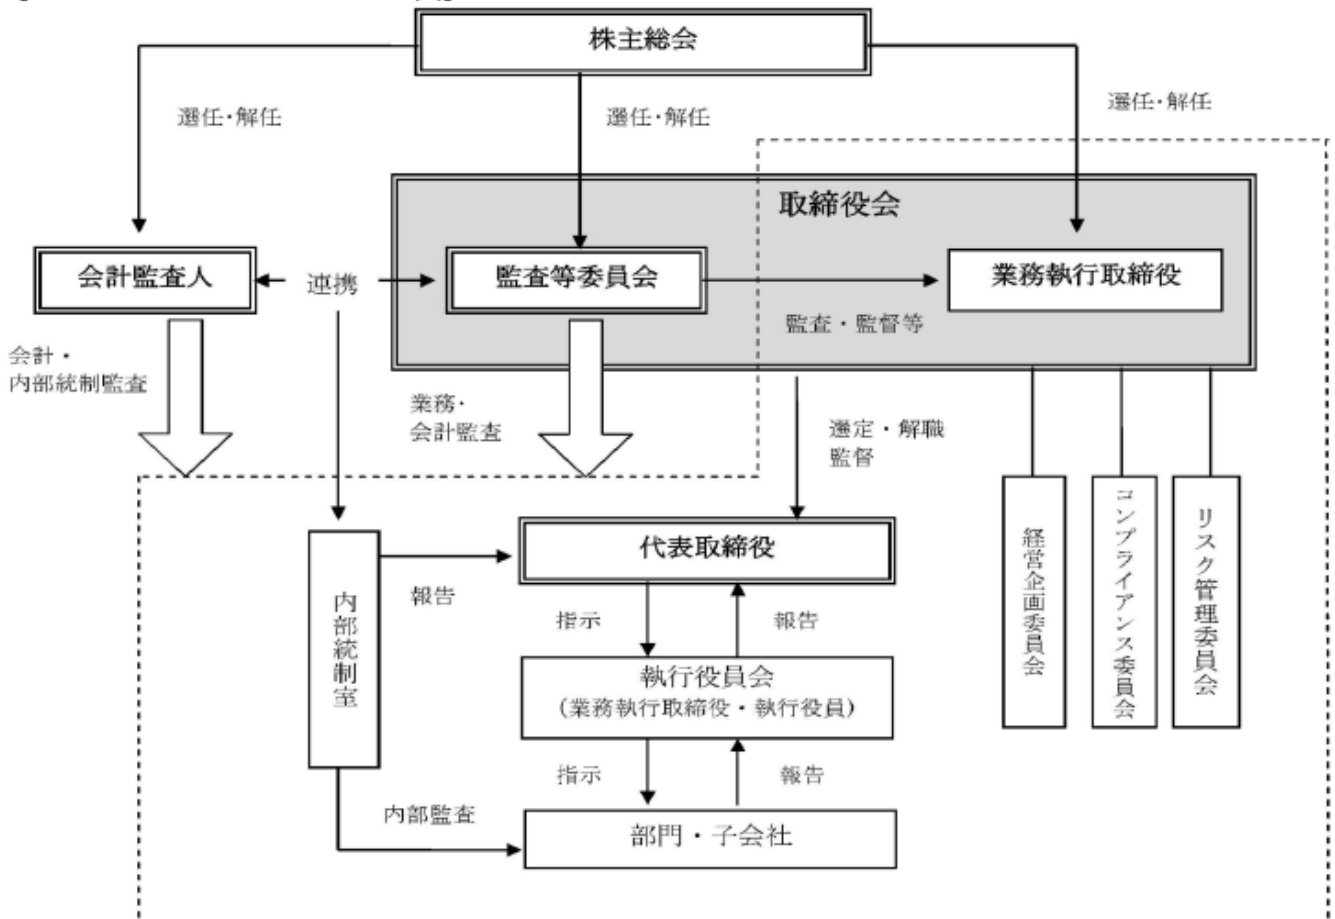 株主総会
選任･解任
選任･解任
選任･解任
取締役会
会計監査人
連携
監査等委員会
業務執行取締役
監査・監督等
会計・
内部統制監査
業務・
会計監査
選定・解職
監督
代表取締役
報告
指示
報告
内部統制室
経営企画委員会
コンプライアンス委員会
リスク管理委員会
執行役員会
(業務執行取締役・執行役員)
指示
報告
内部監査
部門・子会社